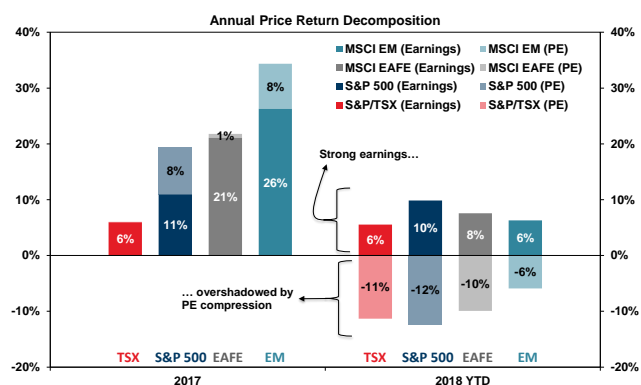 Annual Price Return Decomposition
40%
30%
20%
10%
0%
-10%
-20%
40%
30%
20%
10%
0%
-10%
-20%
MSCI EM (Earnings)
MSCI EM (PE)
MSCI EAFE (Earnings)
MSCI EAFE (PE)
S&P 500 (Earnings)
S&P 500 (PE)
S&P/TSX (Earnings)
S&P/TSX (PE)
6%
8%
11%
1%
21%
8%
26%
Strong earnings…
… overshadowed by
PE compression
6%
-11%
10%
-12%
8%
-10%
6%
-6%
TSX
S&P 500
EAFE
EM
TSX
S&P 500
EAFE
EM
2017
2018 YTD